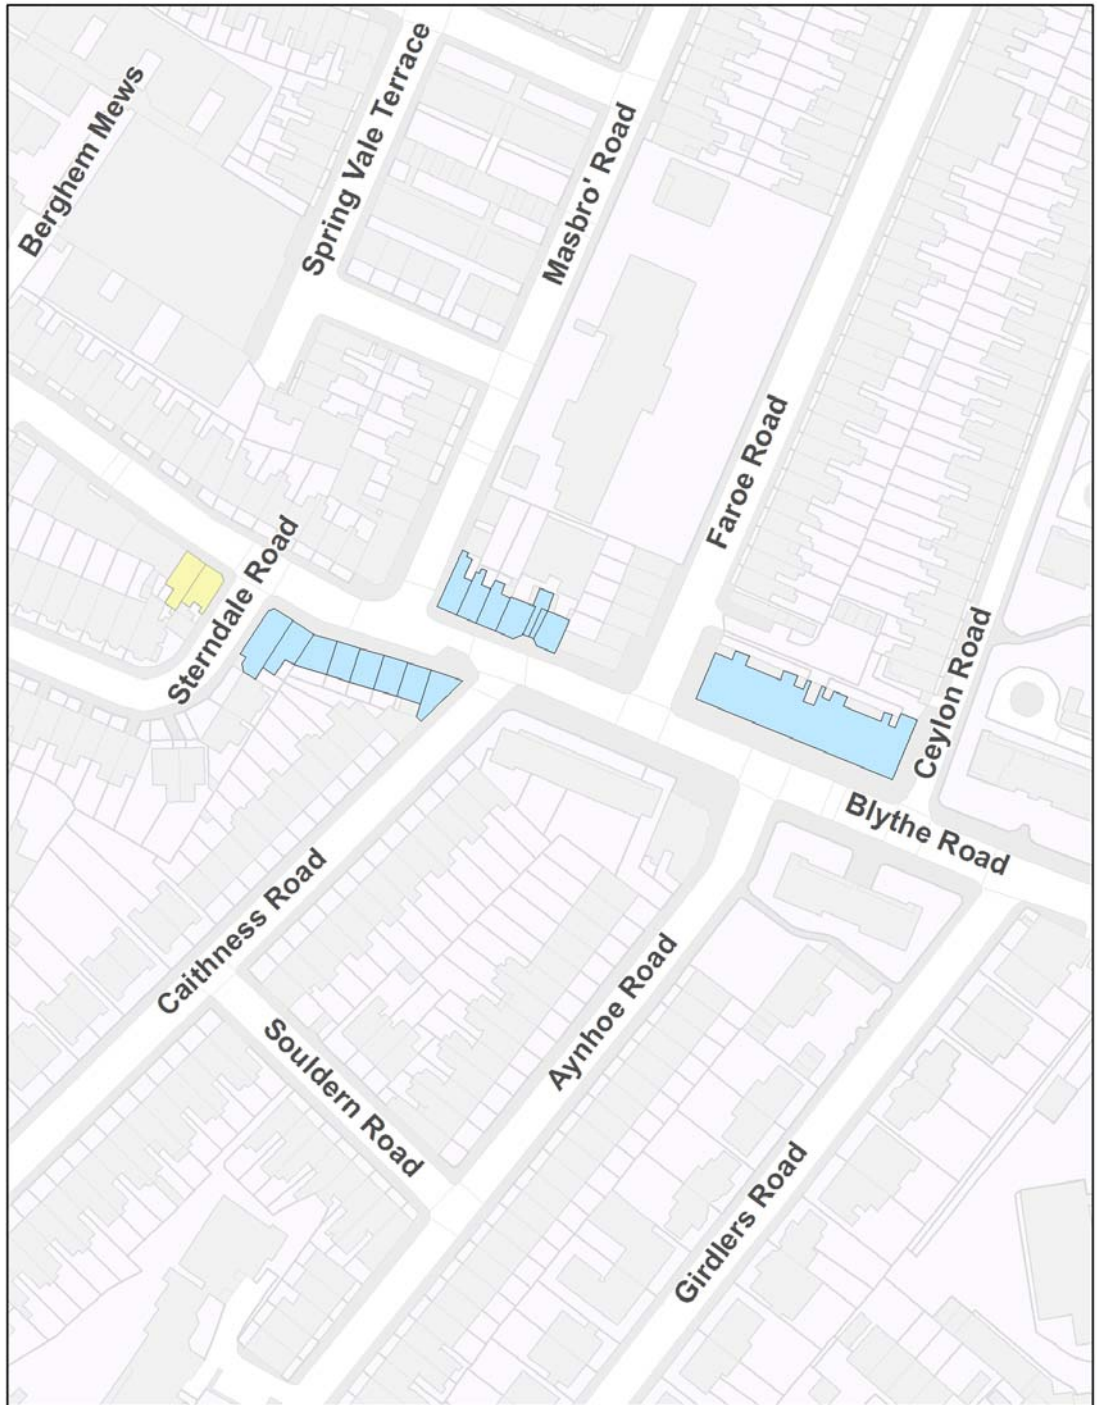 Berghem Mews
Spring Vale Terrace
Masbro' Road
Faroe Road
Sterndale Road
Ceylon Road
Blythe Road
Caithness Road
Aynhoe Road
Souldern Road
Girdlers Road